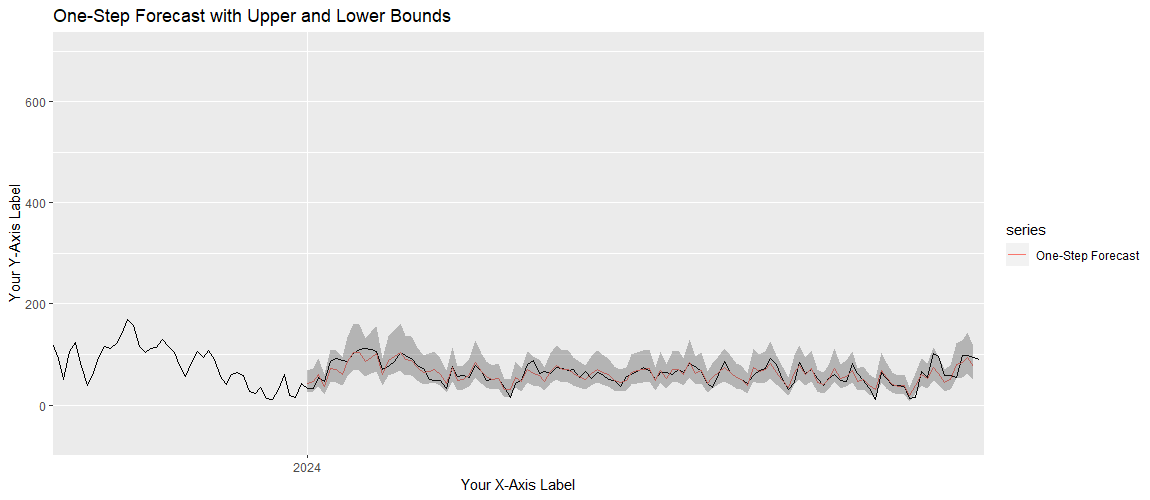 One-Step Forecast with Upper and Lower Bounds
600
400
200
0
Your Y-Axis Label
2024
Your X-Axis Label
series
One-Step Forecast